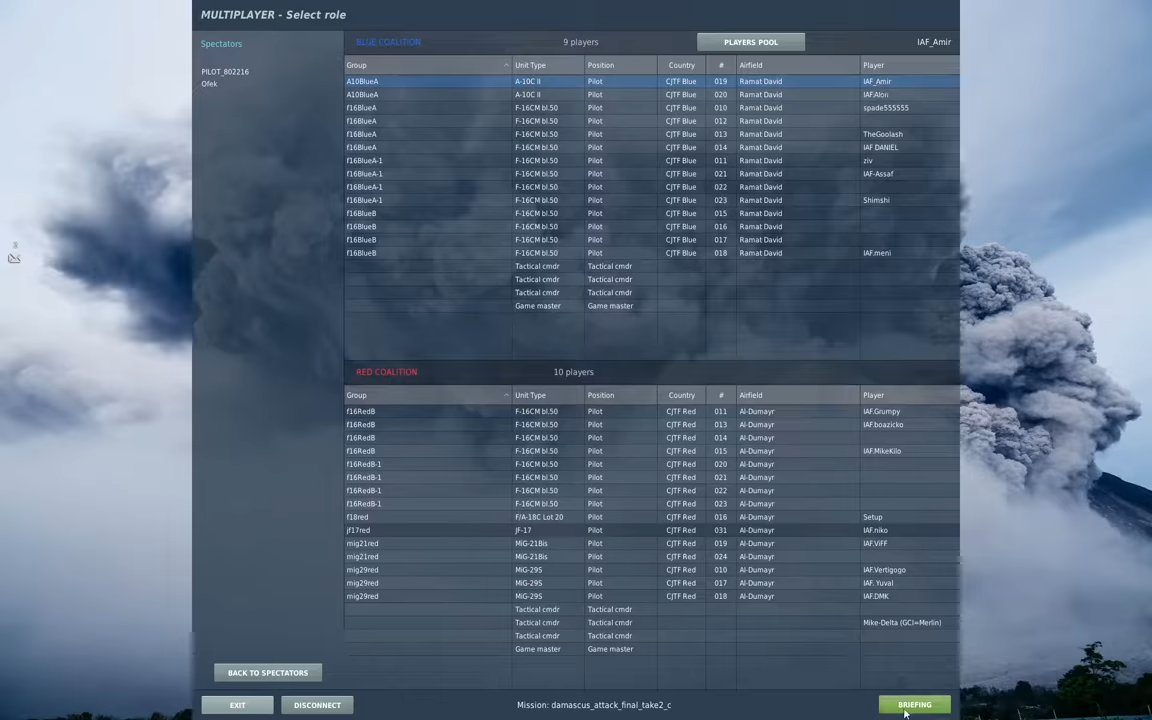 MULTIPLAYER - Select role
Spectators
PILOT_802216
Ofek
BLUE COALITION 9 players PLAYERS POOL IAF_Amir
Group Unit Type Position Country # Airfield Player
A10BlueA A-10C II Pilot CJTF Blue 019 Ramat David IAF_Amir
A10BlueA A-10C II Pilot CJTF Blue 020 Ramat David IAF.Alon
f16BlueA F-16CM bl.50 Pilot CJTF Blue 010 Ramat David spade555555
f16BlueA F-16CM bl.50 Pilot CJTF Blue 012 Ramat David
f16BlueA F-16CM bl.50 Pilot CJTF Blue 013 Ramat David TheGoolash
f16BlueA F-16CM bl.50 Pilot CJTF Blue 014 Ramat David IAF DANIEL
f16BlueA-1 F-16CM bl.50 Pilot CJTF Blue 011 Ramat David ziv
f16BlueA-1 F-16CM bl.50 Pilot CJTF Blue 021 Ramat David IAF-Assaf
f16BlueA-1 F-16CM bl.50 Pilot CJTF Blue 022 Ramat David
f16BlueA-1 F-16CM bl.50 Pilot CJTF Blue 023 Ramat David Shimshi
f16BlueB F-16CM bl.50 Pilot CJTF Blue 015 Ramat David
f16BlueB F-16CM bl.50 Pilot CJTF Blue 016 Ramat David
f16BlueB F-16CM bl.50 Pilot CJTF Blue 017 Ramat David
f16BlueB F-16CM bl.50 Pilot CJTF Blue 018 Ramat David IAF.meni
Tactical cmdr Tactical cmdr
Tactical cmdr Tactical cmdr
Tactical cmdr Tactical cmdr
Game master Game master
RED COALITION 10 players
Group Unit Type Position Country # Airfield Player
f16RedB F-16CM bl.50 Pilot CJTF Red 011 Al-Dumayr IAF.Grumpy
f16RedB F-16CM bl.50 Pilot CJTF Red 013 Al-Dumayr IAF.boazicko
f16RedB F-16CM bl.50 Pilot CJTF Red 014 Al-Dumayr
f16RedB F-16CM bl.50 Pilot CJTF Red 015 Al-Dumayr IAF.MikeKilo
f16RedB-1 F-16CM bl.50 Pilot CJTF Red 020 Al-Dumayr
f16RedB-1 F-16CM bl.50 Pilot CJTF Red 021 Al-Dumayr
f16RedB-1 F-16CM bl.50 Pilot CJTF Red 022 Al-Dumayr
f16RedB-1 F-16CM bl.50 Pilot CJTF Red 023 Al-Dumayr
f18red F/A-18C Lot 20 Pilot CJTF Red 016 Al-Dumayr Setup
jf17red JF-17 Pilot CJTF Red 031 Al-Dumayr IAF.niko
mig21red MiG-21Bis Pilot CJTF Red 019 Al-Dumayr IAF.ViFF
mig21red MiG-21Bis Pilot CJTF Red 024 Al-Dumayr
mig29red MiG-29S Pilot CJTF Red 010 Al-Dumayr IAF.Vertigogo
mig29red MiG-29S Pilot CJTF Red 017 Al-Dumayr IAF. Yuval
mig29red MiG-29S Pilot CJTF Red 018 Al-Dumayr IAF.DMK
Tactical cmdr Tactical cmdr
Tactical cmdr Tactical cmdr Mike-Delta (GCI=Merlin)
Tactical cmdr Tactical cmdr
Game master Game master
BACK TO SPECTATORS
EXIT DISCONNECT Mission: damascus_attack_final_take2_c BRIEFING